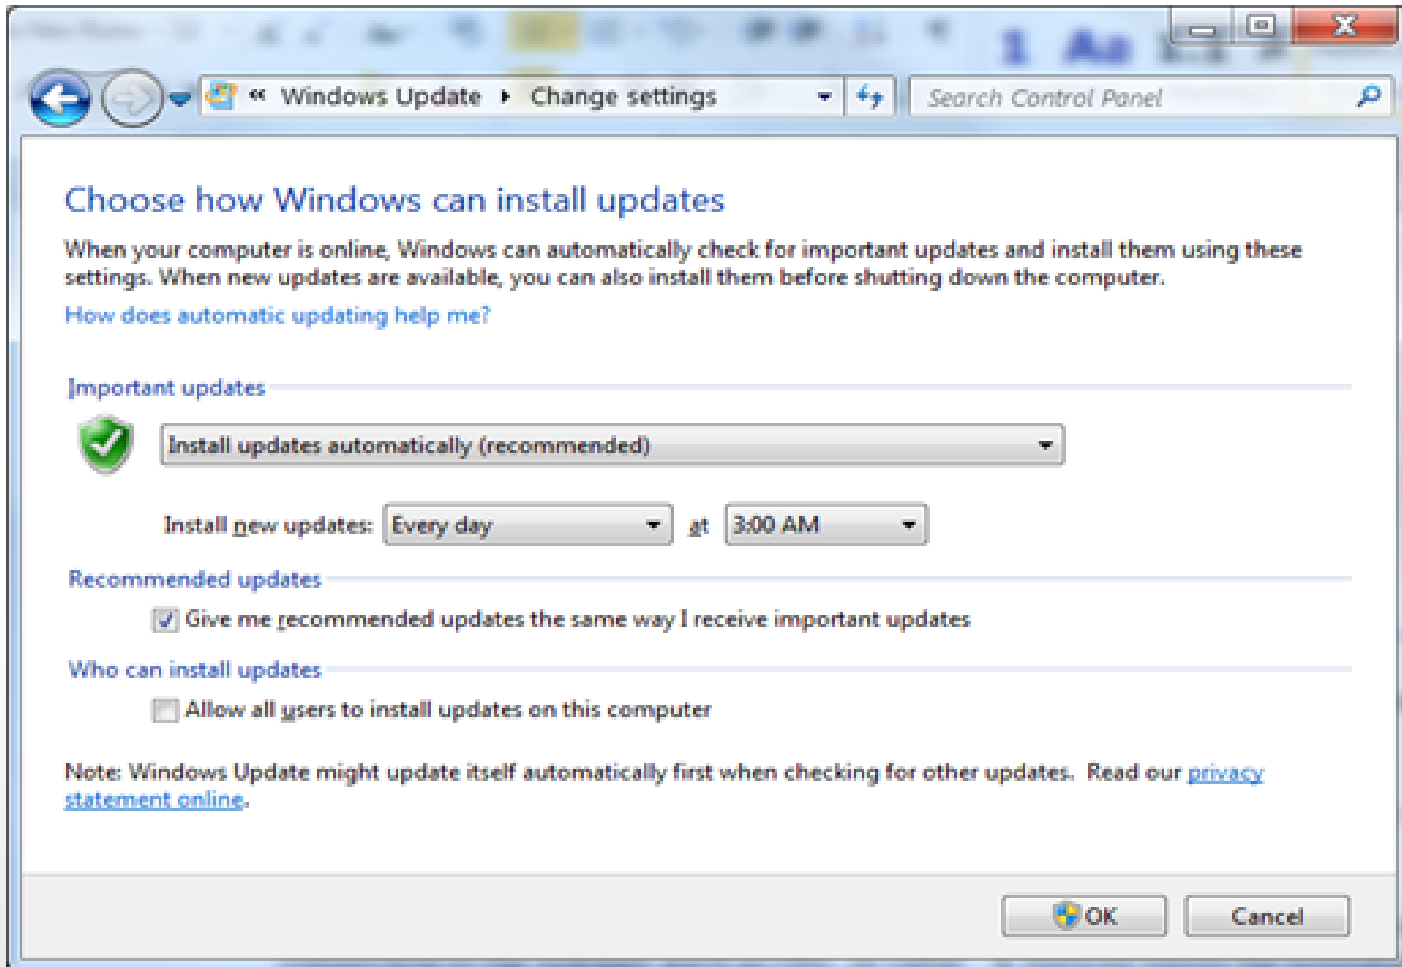 « Windows Update ▸ Change settings
Search Control Panel
Choose how Windows can install updates
When your computer is online, Windows can automatically check for important updates and install them using these
settings. When new updates are available, you can also install them before shutting down the computer.
How does automatic updating help me?
Important updates
Install updates automatically (recommended)
Install new updates: Every day at 3:00 AM
Recommended updates
Give me recommended updates the same way I receive important updates
Who can install updates
Allow all users to install updates on this computer
Note: Windows Update might update itself automatically first when checking for other updates. Read our privacy
statement online.
OK Cancel